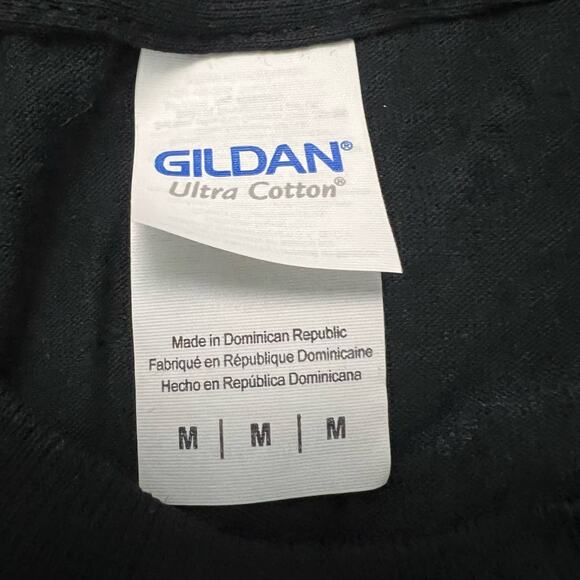 GILDAN®
Ultra Cotton®
Made in Dominican Republic
Fabriqué en République Dominicaine
Hecho en República Dominicana
M | M | M